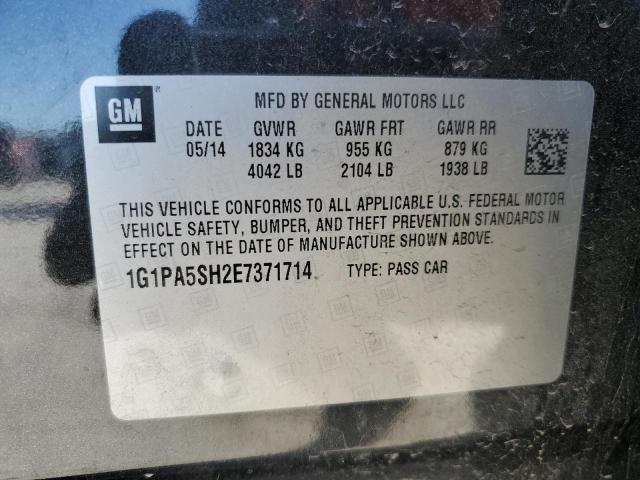 GM
MFD BY GENERAL MOTORS LLC
DATE GVWR GAWR FRT GAWR RR
05/14 1834 KG 955 KG 879 KG
4042 LB 2104 LB 1938 LB
THIS VEHICLE CONFORMS TO ALL APPLICABLE U.S. FEDERAL MOTOR
VEHICLE SAFETY, BUMPER, AND THEFT PREVENTION STANDARDS IN
EFFECT ON THE DATE OF MANUFACTURE SHOWN ABOVE.
1G1PA5SH2E7371714 TYPE: PASS CAR